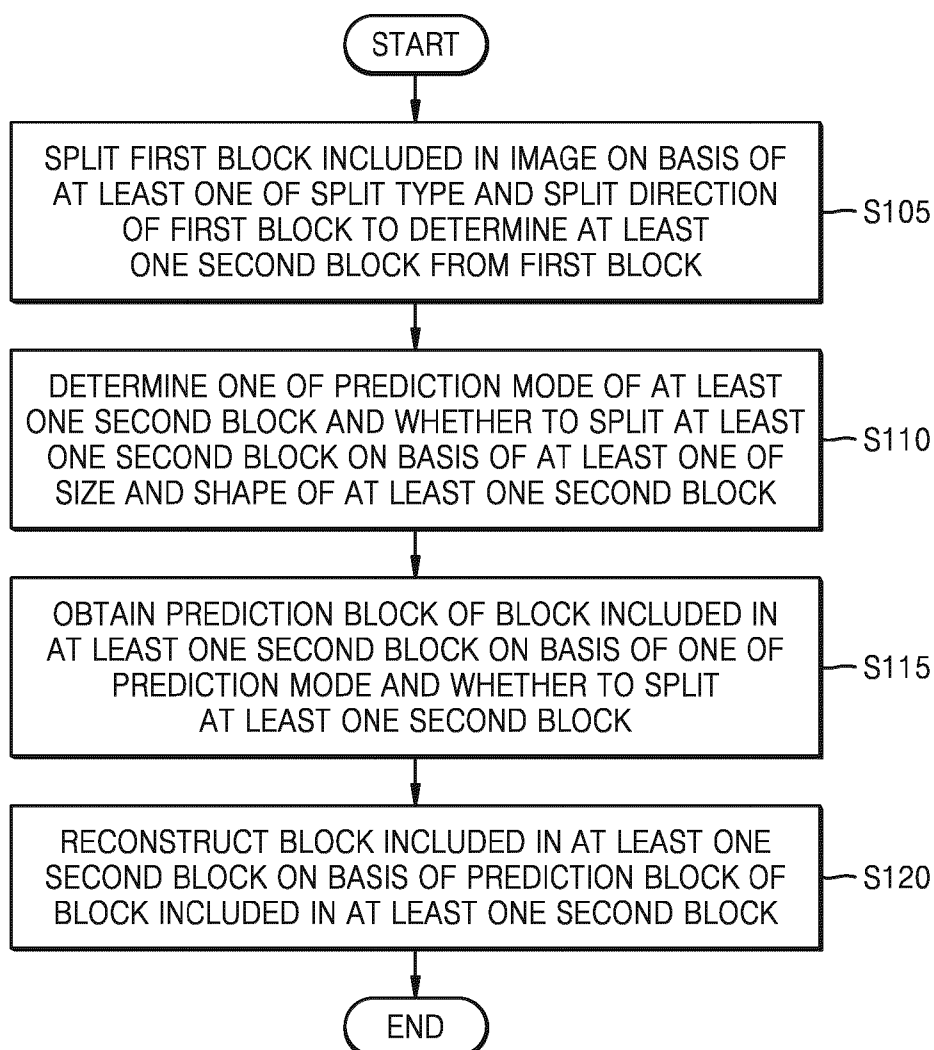 START
SPLIT FIRST BLOCK INCLUDED IN IMAGE ON BASIS OF
AT LEAST ONE OF SPLIT TYPE AND SPLIT DIRECTION
OF FIRST BLOCK TO DETERMINE AT LEAST
ONE SECOND BLOCK FROM FIRST BLOCK
S105
DETERMINE ONE OF PREDICTION MODE OF AT LEAST
ONE SECOND BLOCK AND WHETHER TO SPLIT AT LEAST
ONE SECOND BLOCK ON BASIS OF AT LEAST ONE OF
SIZE AND SHAPE OF AT LEAST ONE SECOND BLOCK
S110
OBTAIN PREDICTION BLOCK OF BLOCK INCLUDED IN
AT LEAST ONE SECOND BLOCK ON BASIS OF ONE OF
PREDICTION MODE AND WHETHER TO SPLIT
AT LEAST ONE SECOND BLOCK
S115
RECONSTRUCT BLOCK INCLUDED IN AT LEAST ONE
SECOND BLOCK ON BASIS OF PREDICTION BLOCK OF
BLOCK INCLUDED IN AT LEAST ONE SECOND BLOCK
S120
END